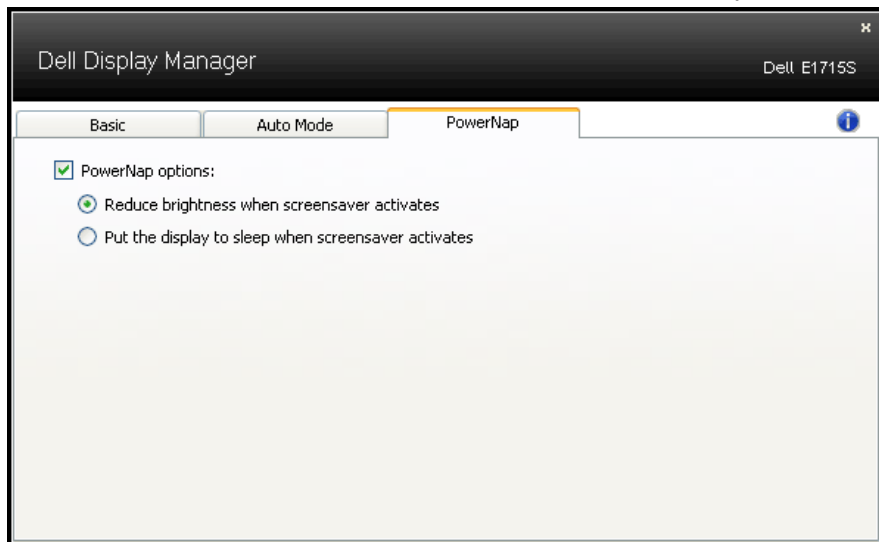 x
Dell Display Manager
Dell E1715S
Basic Auto Mode PowerNap
PowerNap options:
Reduce brightness when screensaver activates
Put the display to sleep when screensaver activates